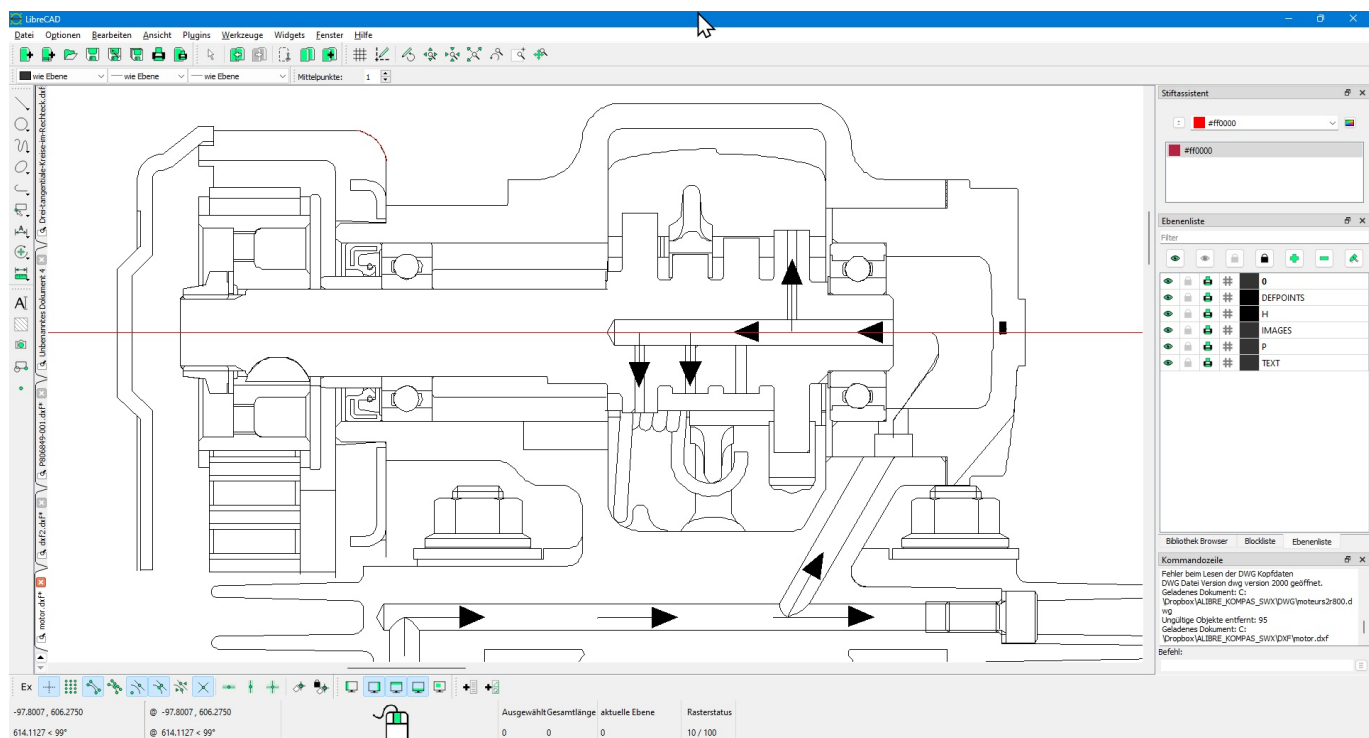 LibreCAD
Datei Optionen Bearbeiten Ansicht Plugins Werkzeuge Widgets Fenster Hilfe
wie Ebene wie Ebene wie Ebene Mittelpunkte: 1
Drei-tangentiale-Kreise-im-Rechteck.dxf
Unbenanntes Dokument 4
P806849-001.dxf*
dxf2.dxf*
motor.dxf*
Stiftassistent
#ff0000
#ff0000
Ebenenliste
Filter
0
DEFPOINTS
H
IMAGES
P
TEXT
Bibliothek Browser Blockliste Ebenenliste
Kommandozeile
Fehler beim Lesen der DWG Kopfdaten
DWG Datei Version dwg version 2000 geöffnet.
Geladenes Dokument: C:
\Dropbox\ALIBRE_KOMPAS_SWX\DWG\moteurs2r800.d
wg
Ungültige Objekte entfernt: 95
Geladenes Dokument: C:
\Dropbox\ALIBRE_KOMPAS_SWX\DXF\motor.dxf
Befehl:
Ex
-97.8007 , 606.2750 @ -97.8007 , 606.2750 Ausgewählt Gesamtlänge aktuelle Ebene Rasterstatus
614.1127 < 99° @ 614.1127 < 99° 0 0 0 10 / 100